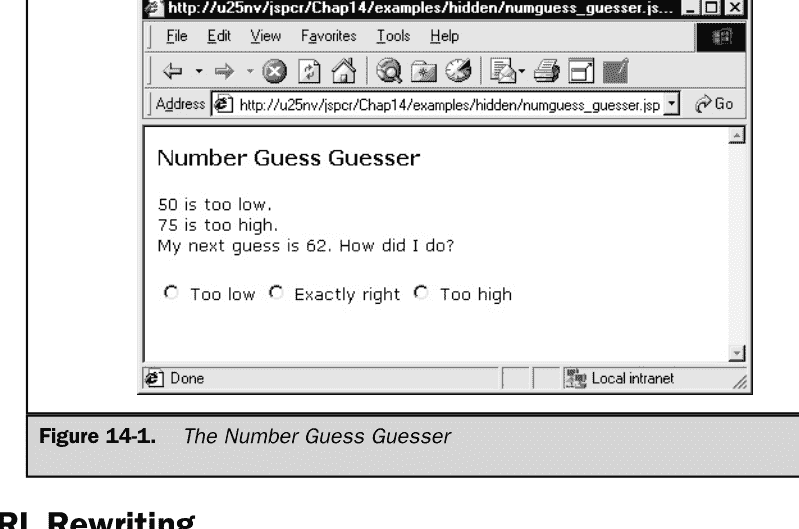 http://u25nv/jspcr/Chap14/examples/hidden/numguess_guesser.js...
File Edit View Favorites Tools Help
Address http://u25nv/jspcr/Chap14/examples/hidden/numguess_guesser.jsp Go
Number Guess Guesser
50 is too low.
75 is too high.
My next guess is 62. How did I do?
Too low Exactly right Too high
Done Local intranet
Figure 14-1. The Number Guess Guesser
RL Rewriting